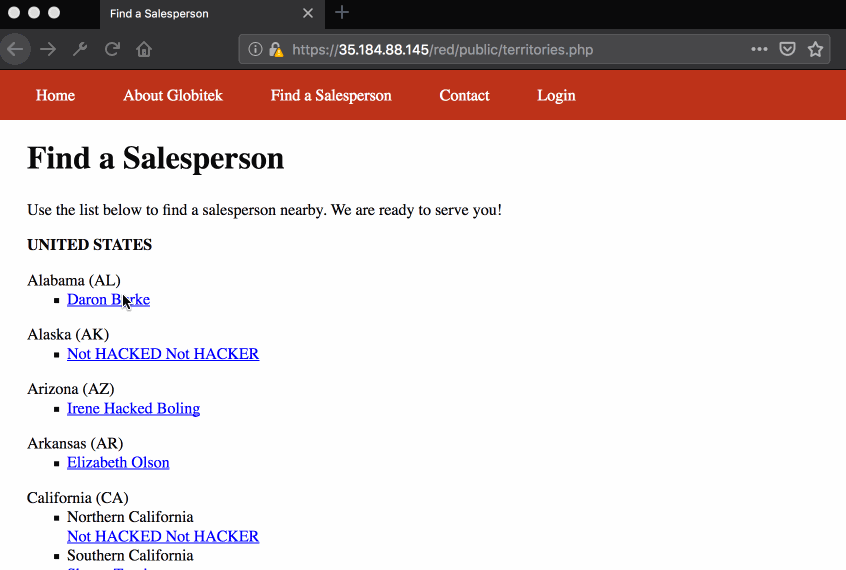 Find a Salesperson
https://35.184.88.145/red/public/territories.php
Home About Globitek Find a Salesperson Contact Login
Find a Salesperson
Use the list below to find a salesperson nearby. We are ready to serve you!
UNITED STATES
Alabama (AL)
Daron Burke
Alaska (AK)
Not HACKED Not HACKER
Arizona (AZ)
Irene Hacked Boling
Arkansas (AR)
Elizabeth Olson
California (CA)
Northern California
Not HACKED Not HACKER
Southern California